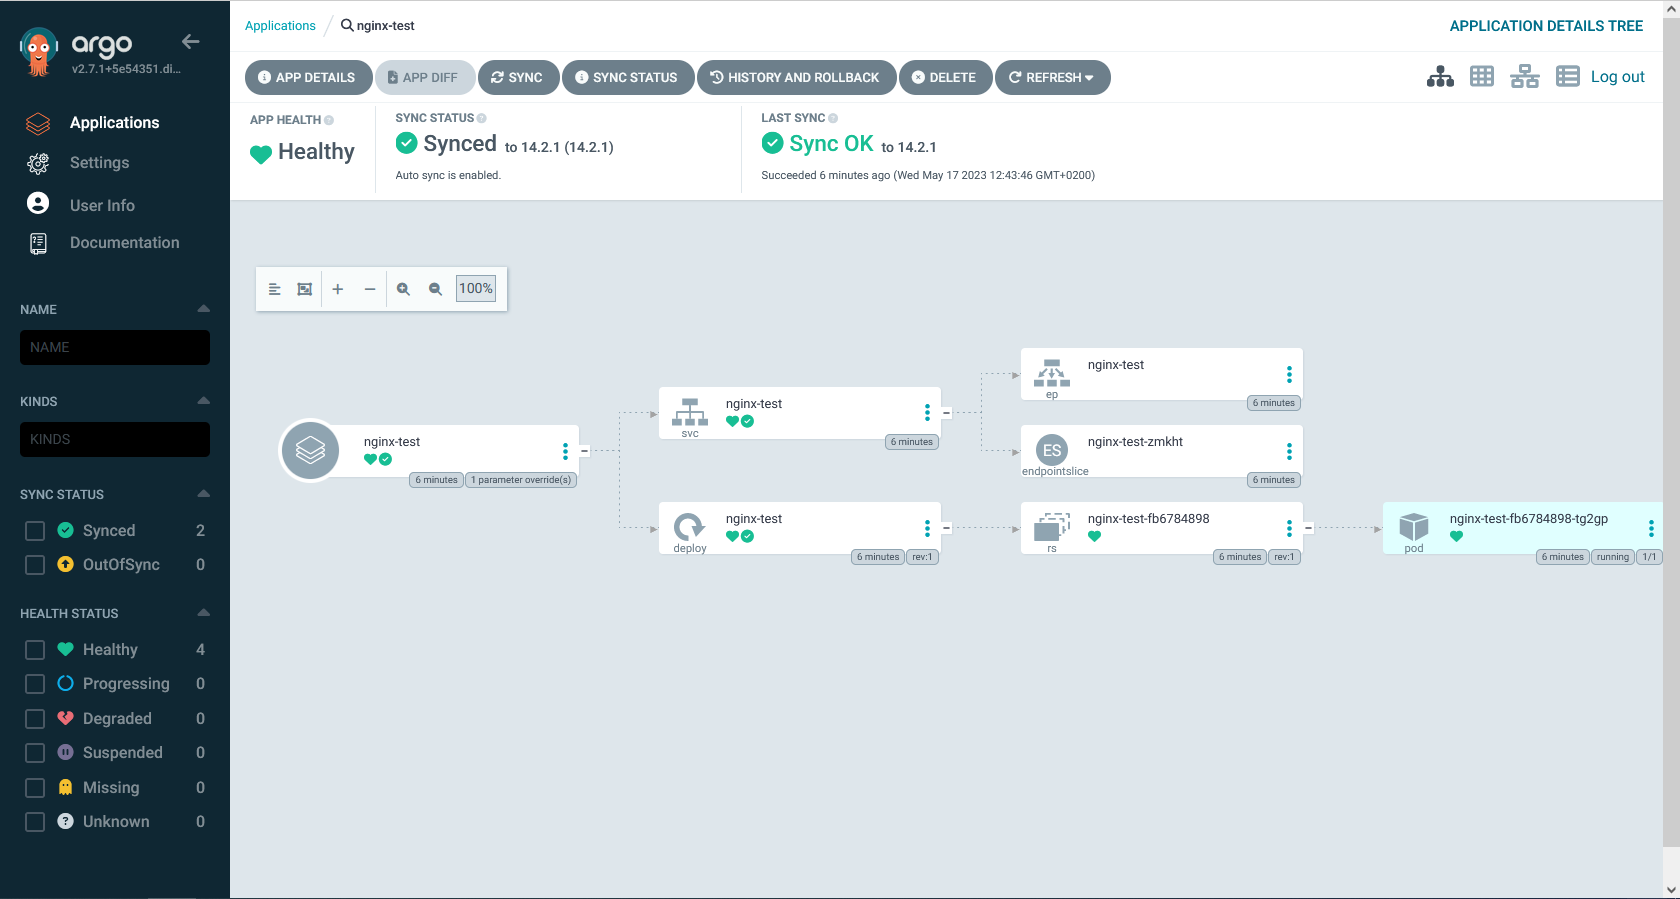 argo
v2.7.1+5e54351.di...
Applications
Settings
User Info
Documentation
NAME
NAME
KINDS
KINDS
SYNC STATUS
Synced 2
OutOfSync 0
HEALTH STATUS
Healthy 4
Progressing 0
Degraded 0
Suspended 0
Missing 0
Unknown 0
Applications / nginx-test
APPLICATION DETAILS TREE
APP DETAILS APP DIFF SYNC SYNC STATUS HISTORY AND ROLLBACK DELETE REFRESH
Log out
APP HEALTH
Healthy
SYNC STATUS
Synced to 14.2.1 (14.2.1)
Auto sync is enabled.
LAST SYNC
Sync OK to 14.2.1
Succeeded 6 minutes ago (Wed May 17 2023 12:43:46 GMT+0200)
100%
nginx-test
6 minutes 1 parameter override(s)
nginx-test
svc
6 minutes
nginx-test
deploy
6 minutes rev:1
nginx-test
ep
6 minutes
ES
nginx-test-zmkht
endpointslice
6 minutes
nginx-test-fb6784898
rs
6 minutes rev:1
nginx-test-fb6784898-tg2gp
pod
6 minutes running 1/1